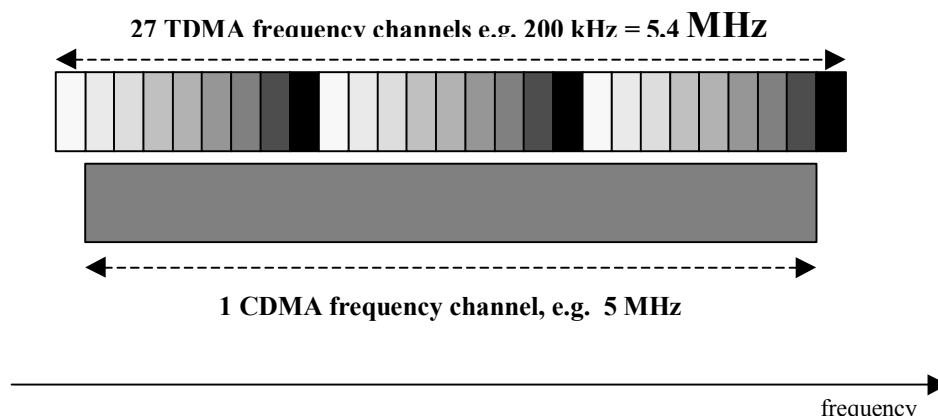 27 TDMA frequency channels e.g. 200 kHz = 5,4 MHz
1 CDMA frequency channel, e.g. 5 MHz
frequency